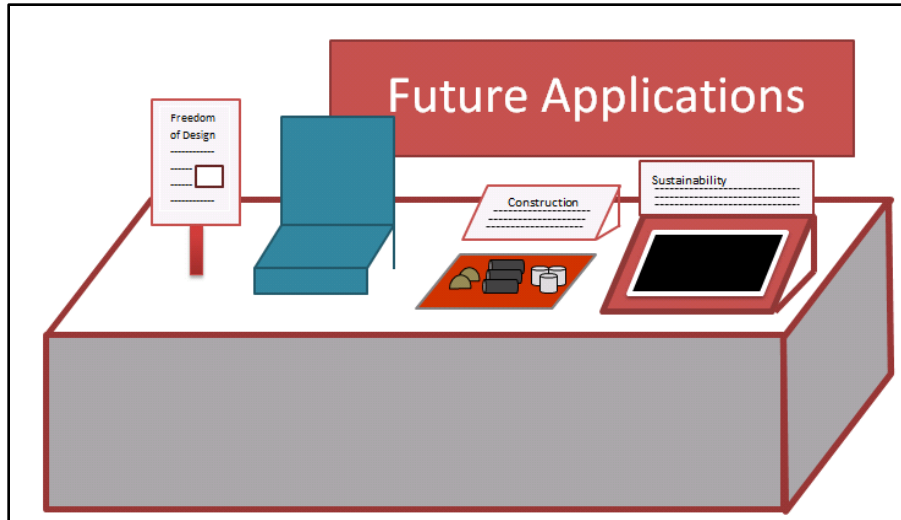 Future Applications
Freedom
of Design
Construction
Sustainability